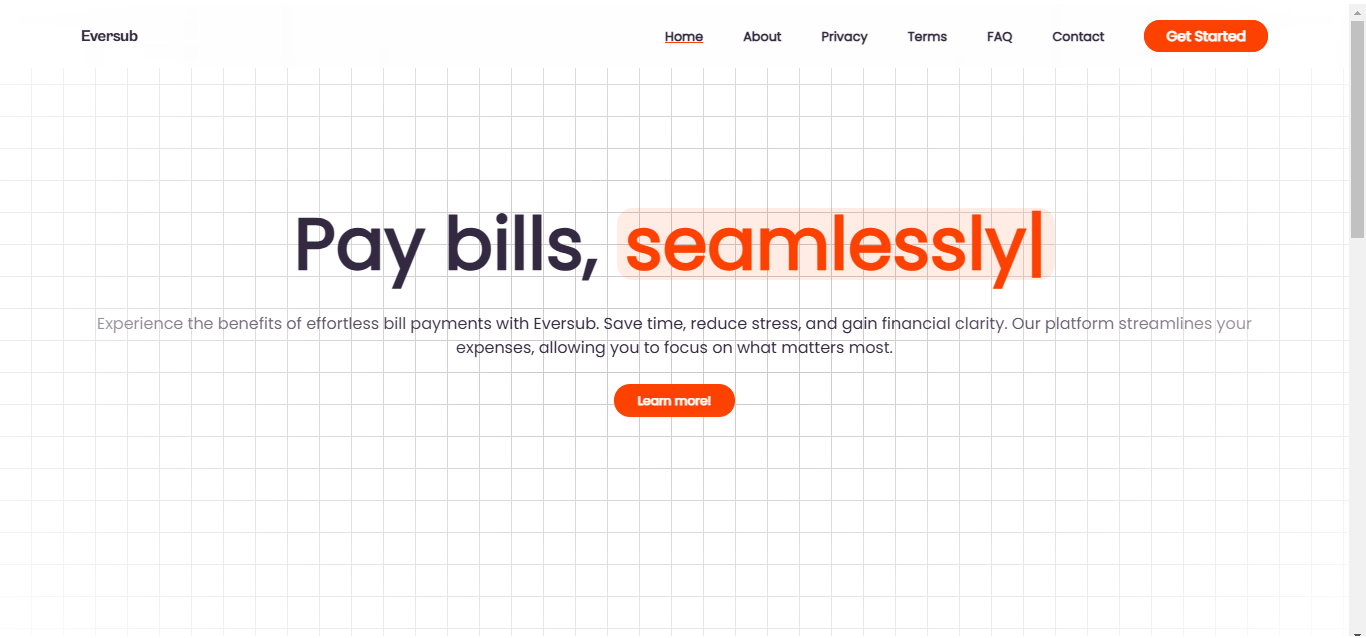 Eversub
Home About Privacy Terms FAQ Contact Get Started
Pay bills, seamlessly|
Experience the benefits of effortless bill payments with Eversub. Save time, reduce stress, and gain financial clarity. Our platform streamlines your
expenses, allowing you to focus on what matters most.
Learn more!